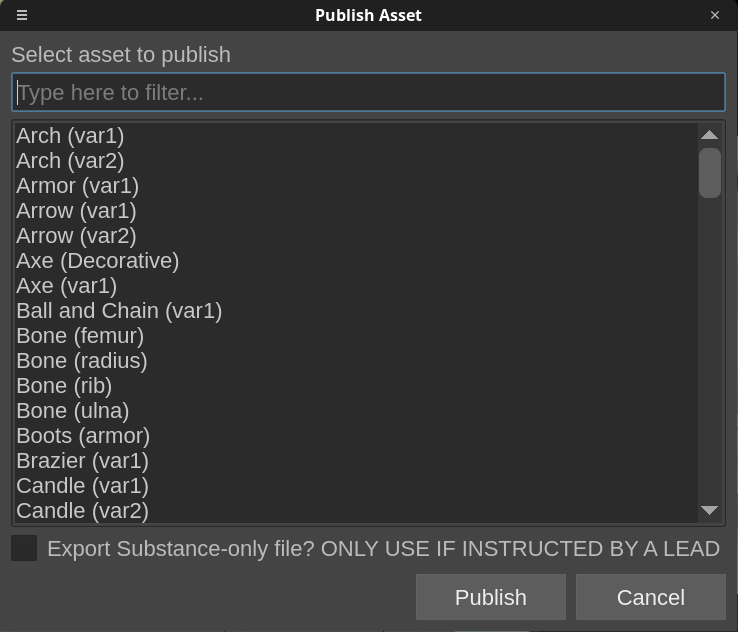 Publish Asset
Select asset to publish
Type here to filter...
Arch (var1)
Arch (var2)
Armor (var1)
Arrow (var1)
Arrow (var2)
Axe (Decorative)
Axe (var1)
Ball and Chain (var1)
Bone (femur)
Bone (radius)
Bone (rib)
Bone (ulna)
Boots (armor)
Brazier (var1)
Candle (var1)
Candle (var2)
Export Substance-only file? ONLY USE IF INSTRUCTED BY A LEAD
Publish Cancel